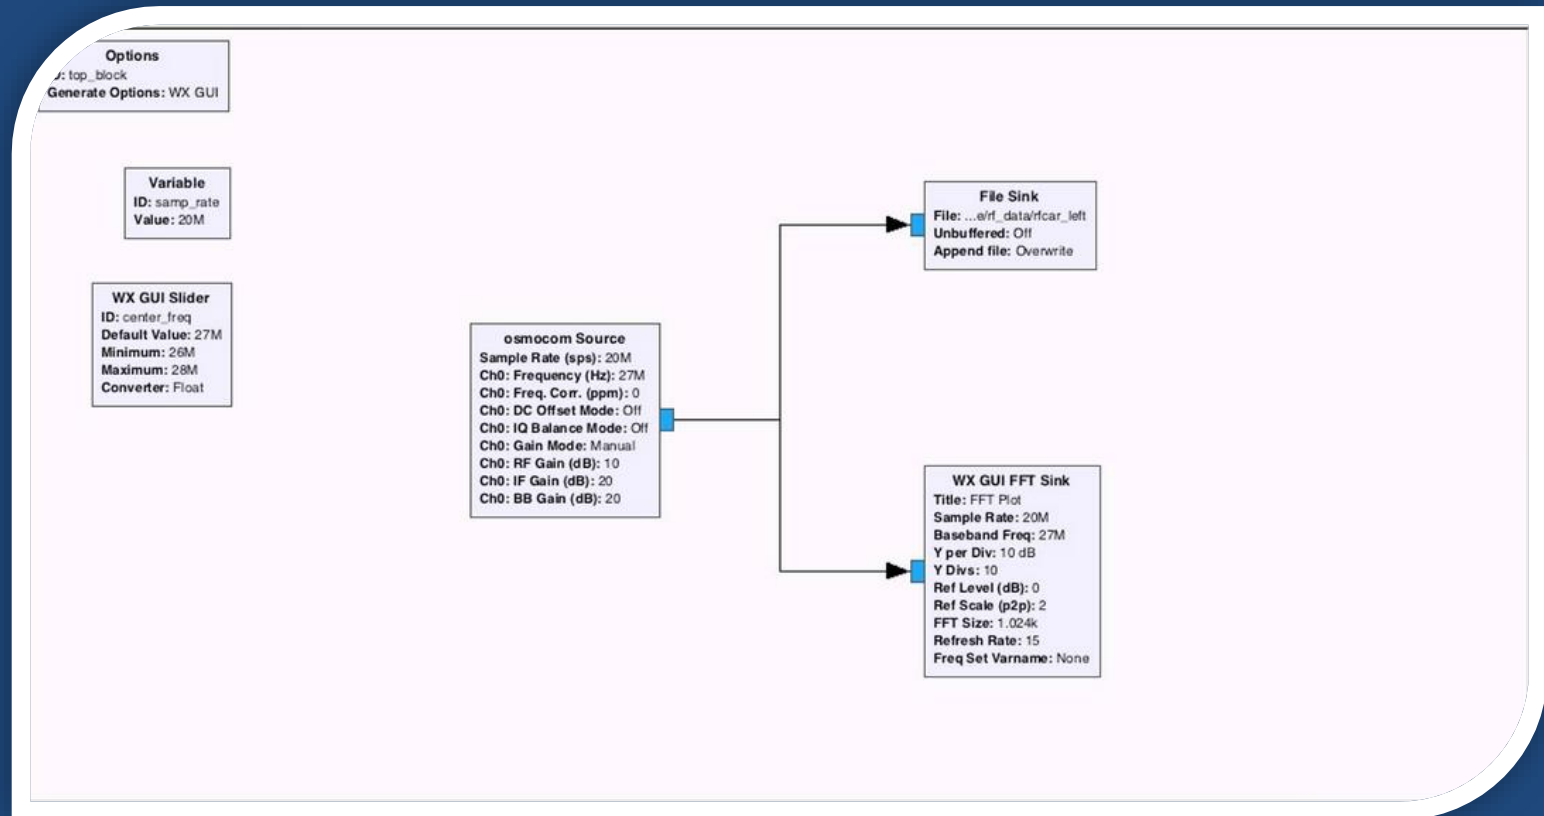 Options
: top_block
Generate Options: WX GUI
Variable
ID: samp_rate
Value: 20M
WX GUI Slider
ID: center_freq
Default Value: 27M
Minimum: 26M
Maximum: 28M
Converter: Float
osmocom Source
Sample Rate (sps): 20M
Ch0: Frequency (Hz): 27M
Ch0: Freq. Corr. (ppm): 0
Ch0: DC Offset Mode: Off
Ch0: IQ Balance Mode: Off
Ch0: Gain Mode: Manual
Ch0: RF Gain (dB): 10
Ch0: IF Gain (dB): 20
Ch0: BB Gain (dB): 20
File Sink
File: ...e/rf_data/rfcar_left
Unbuffered: Off
Append file: Overwrite
WX GUI FFT Sink
Title: FFT Plot
Sample Rate: 20M
Baseband Freq: 27M
Y per Div: 10 dB
Y Divs: 10
Ref Level (dB): 0
Ref Scale (p2p): 2
FFT Size: 1.024k
Refresh Rate: 15
Freq Set Varname: None